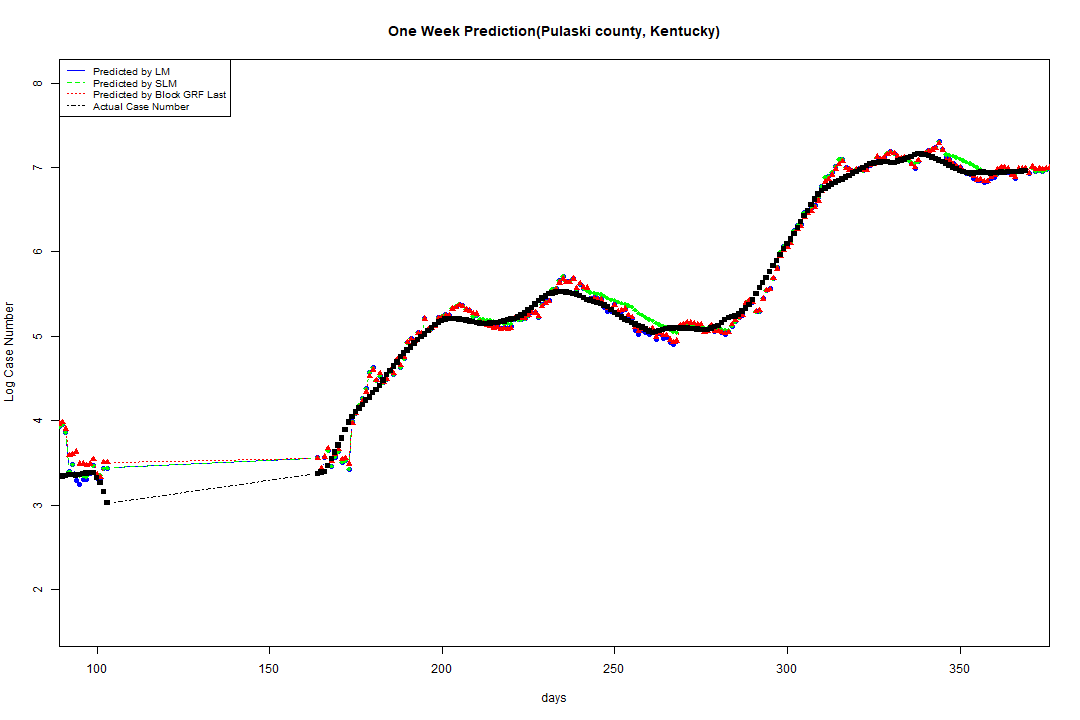 One Week Prediction(Pulaski county, Kentucky)
Predicted by LM
Predicted by SLM
Predicted by Block GRF Last
Actual Case Number
8
7
6
5
4
3
2
Log Case Number
100 150 200 250 300 350
days